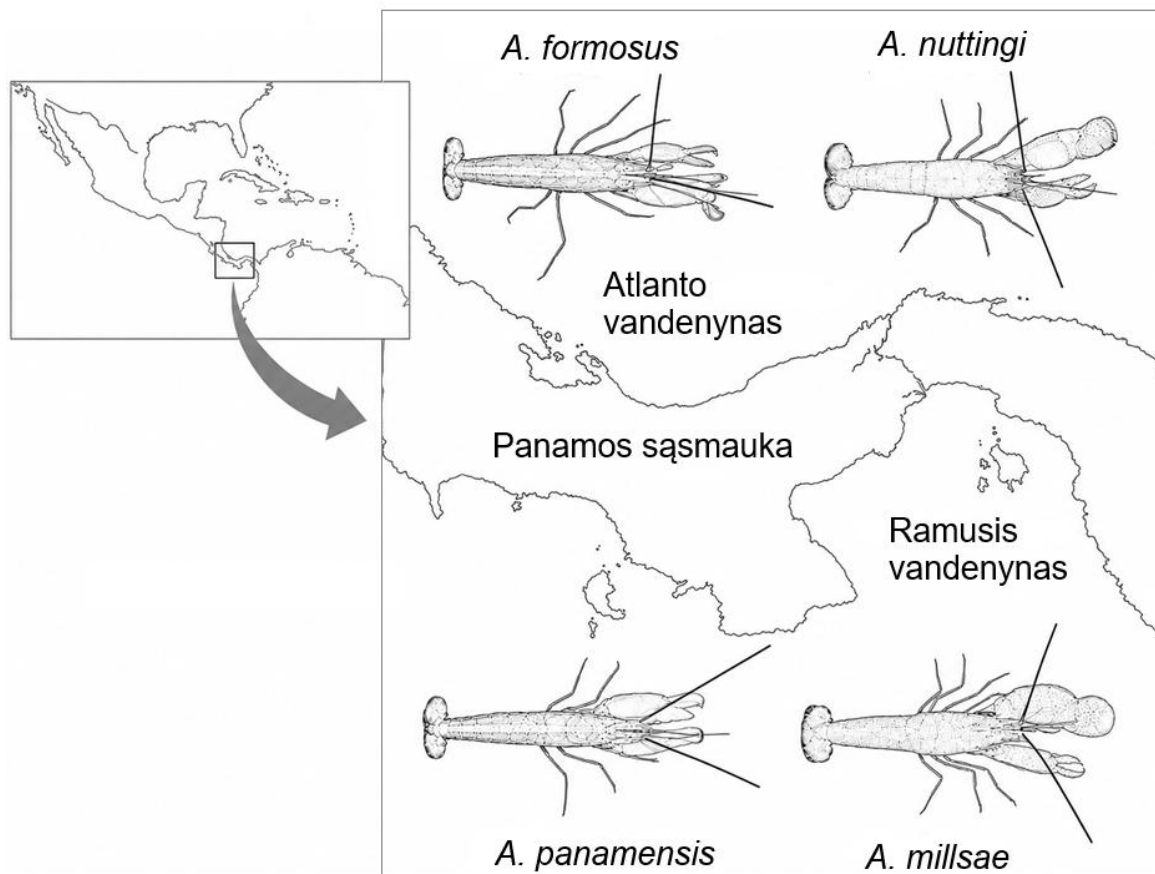 A. formosus
A. nuttingi
Atlanto
vandenynas
Panamos sąsmauka
Ramusis
vandenynas
A. panamensis
A. millsae